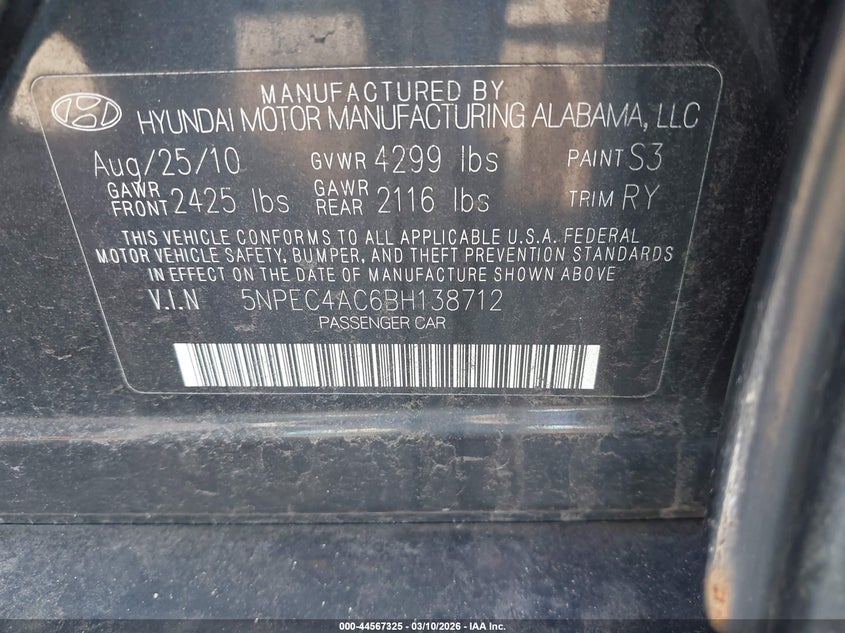 MANUFACTURED BY
HYUNDAI MOTOR MANUFACTURING ALABAMA, LLC
Aug/25/10 GVWR 4299 lbs PAINT S3
GAWR FRONT 2425 lbs GAWR REAR 2116 lbs TRIM RY
THIS VEHICLE CONFORMS TO ALL APPLICABLE U.S.A. FEDERAL
MOTOR VEHICLE SAFETY, BUMPER, AND THEFT PREVENTION STANDARDS
IN EFFECT ON THE DATE OF MANUFACTURE SHOWN ABOVE
V.I.N 5NPEC4AC6BH138712
PASSENGER CAR
000-44567325 - 03/10/2026 - IAA Inc.